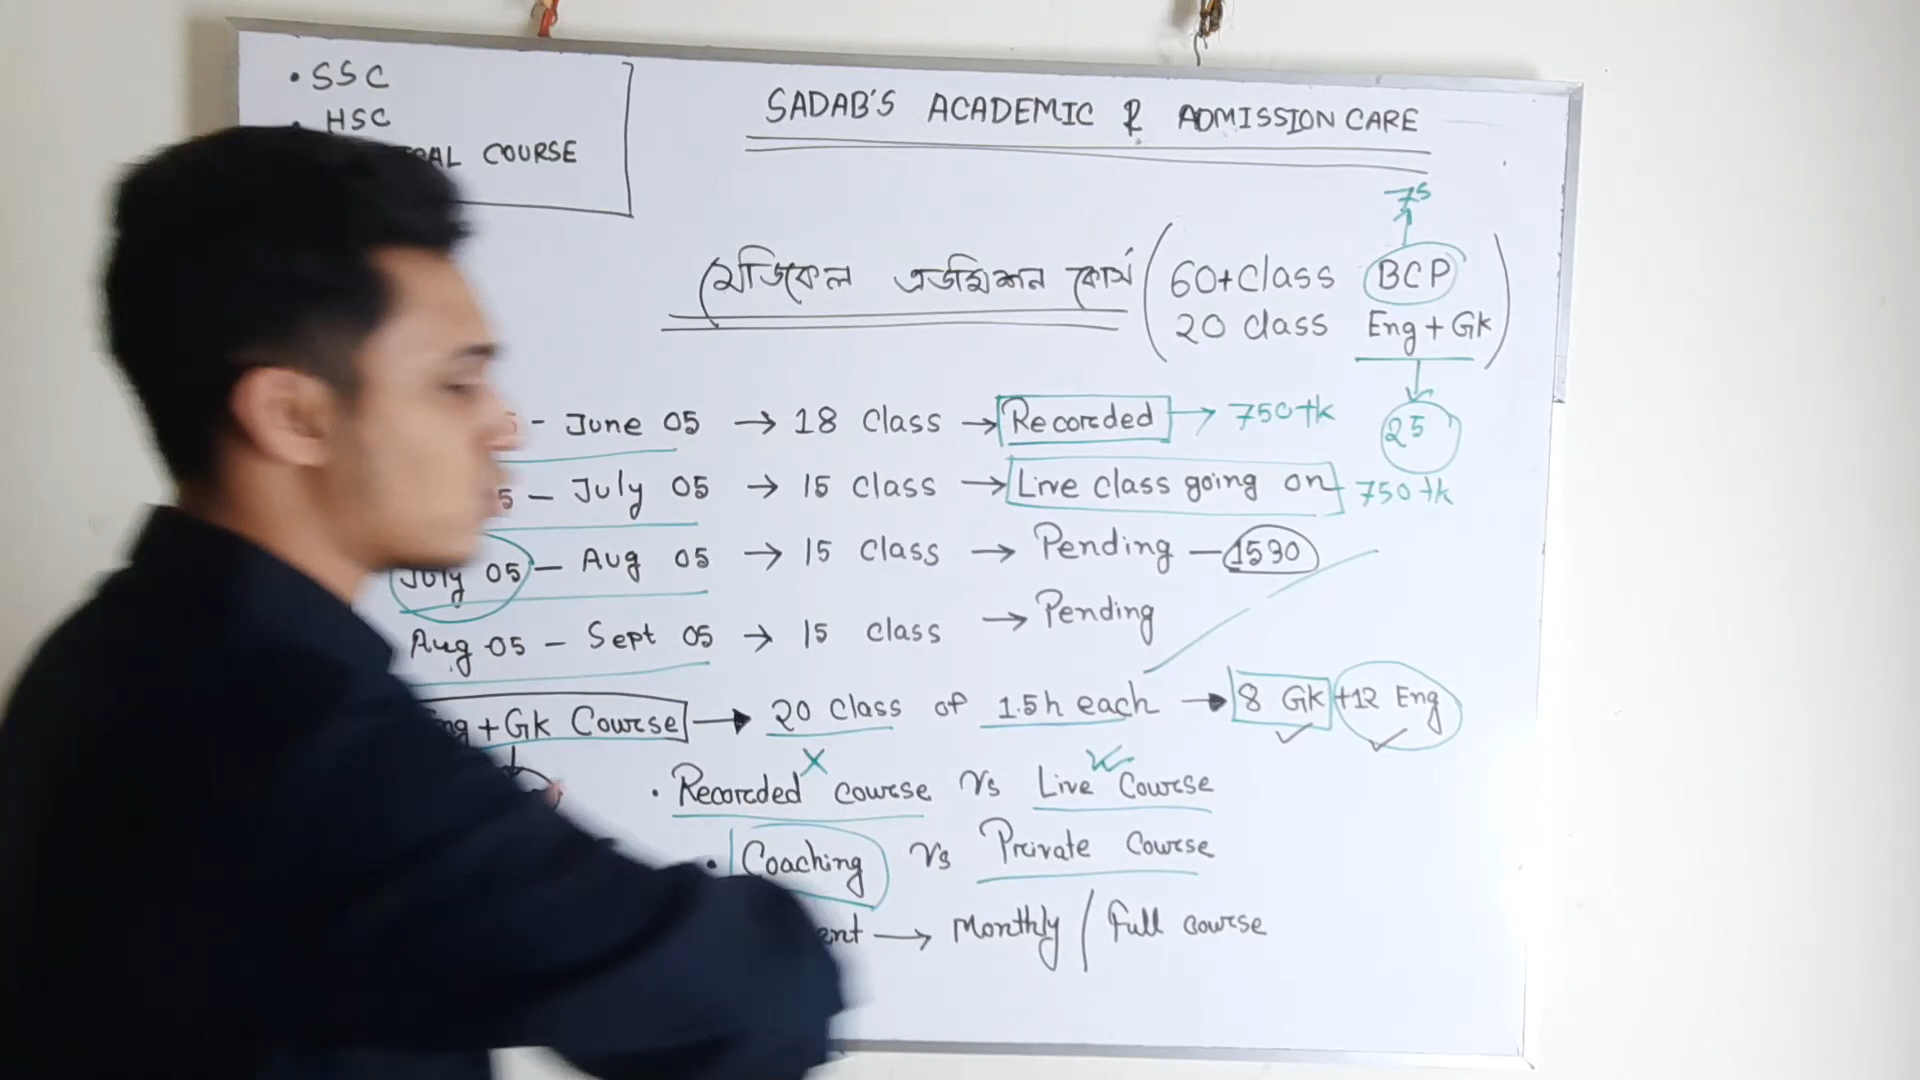 • SSC
• HSC
COURSE
SADAB'S ACADEMIC & ADMISSION CARE
75
মেডিকেল এডমিশন কোর্স (60+ class BCP
20 class Eng + Gk)
25
- June 05 → 18 class → Recorded → 750 tk
5 - July 05 → 15 class → Live class going on 750 tk
July 05 - Aug 05 → 15 class → Pending - 1530
Aug 05 - Sept 05 → 15 class → Pending
+ Gk Course → 20 class of 1.5h each → 8 Gk + 12 Eng
• Recorded course vs Live Course
• Coaching vs Private Course
→ Monthly / Full course